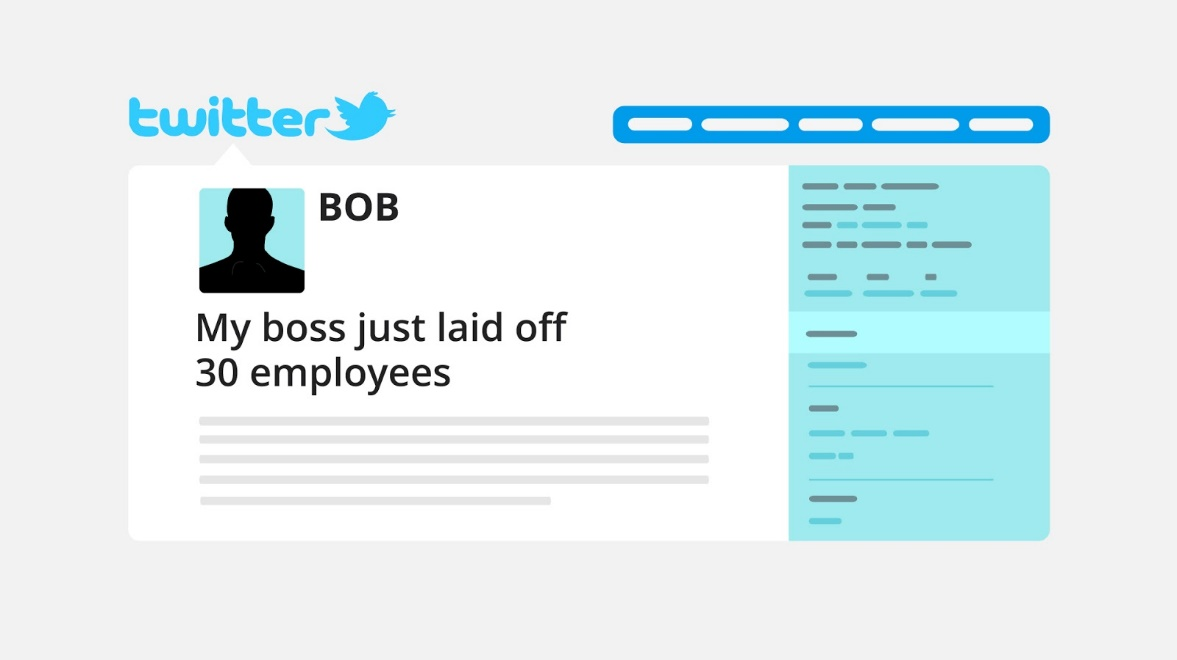 twitter
BOB
My boss just laid off
30 employees